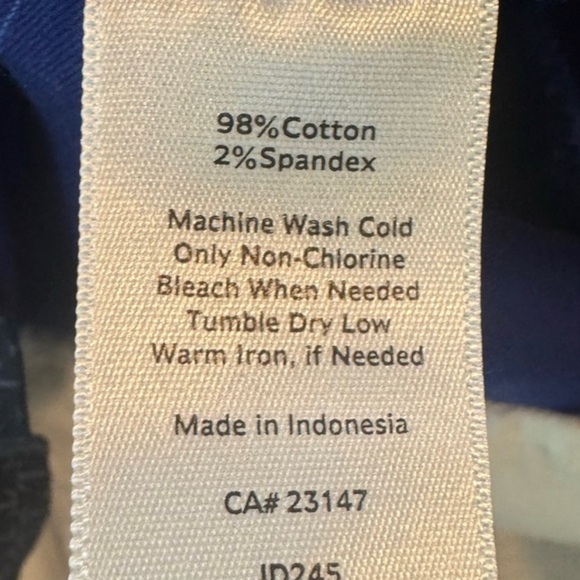 98%Cotton
2%Spandex
Machine Wash Cold
Only Non-Chlorine
Bleach When Needed
Tumble Dry Low
Warm Iron, if Needed
Made in Indonesia
CA# 23147
ID245